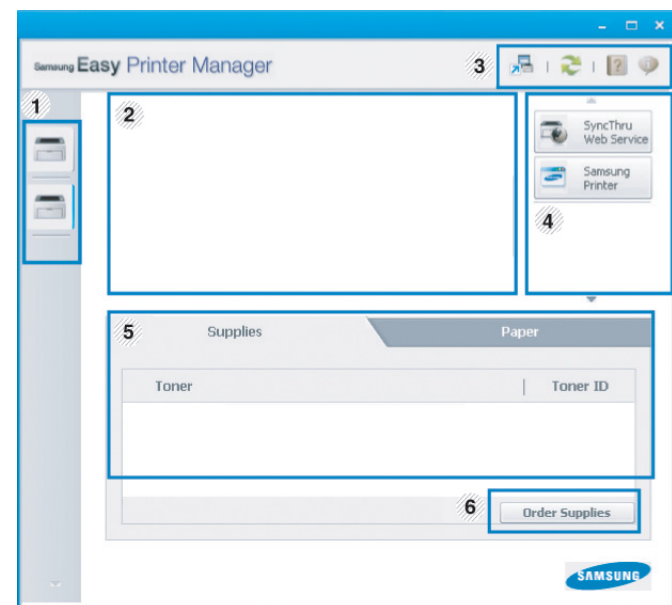 Samsung Easy Printer Manager
3
1
2
SyncThru
Web Service
Samsung
Printer
4
5
Supplies
Paper
Toner
Toner ID
6
Order Supplies
SAMSUNG